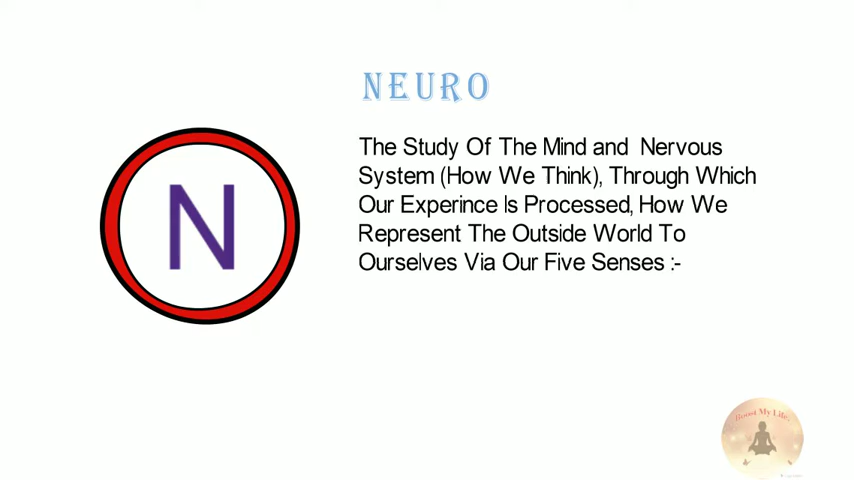 NEURO
N
The Study Of The Mind and Nervous
System (How We Think), Through Which
Our Experince Is Processed, How We
Represent The Outside World To
Ourselves Via Our Five Senses :-
Boost My Life